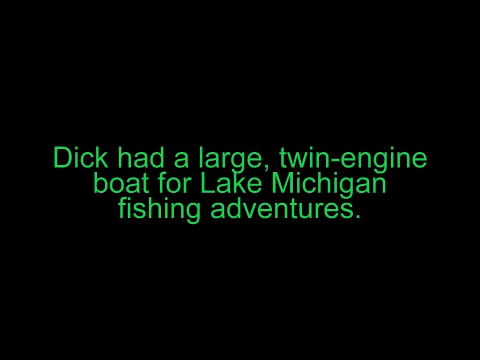 Dick had a large, twin-engine
boat for Lake Michigan
fishing adventures.